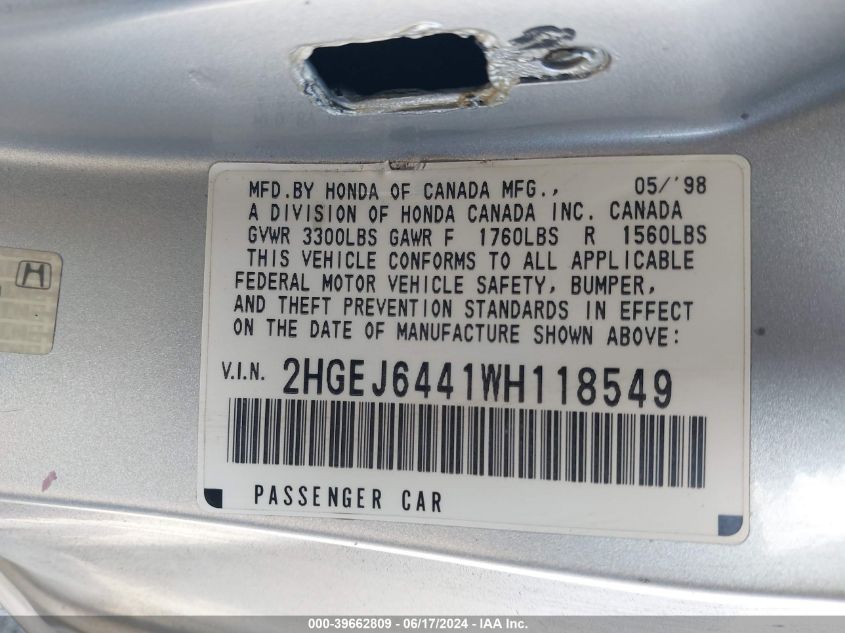 MFD.BY HONDA OF CANADA MFG., 05/'98
A DIVISION OF HONDA CANADA INC. CANADA
GVWR 3300LBS GAWR F 1760LBS R 1560LBS
THIS VEHICLE CONFORMS TO ALL APPLICABLE
FEDERAL MOTOR VEHICLE SAFETY, BUMPER,
AND THEFT PREVENTION STANDARDS IN EFFECT
ON THE DATE OF MANUFACTURE SHOWN ABOVE:
V.I.N. 2HGEJ6441WH118549
PASSENGER CAR
000-39662809 - 06/17/2024 - IAA Inc.